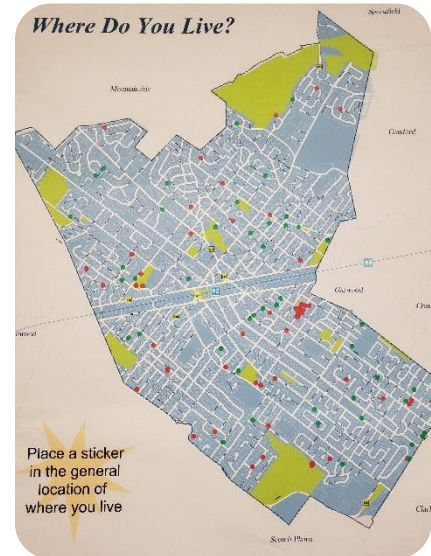 Where Do You Live?
Springfield
Mountainside
Cranford
Garwood
Place a sticker
in the general
location of
where you live
Scotch Plains